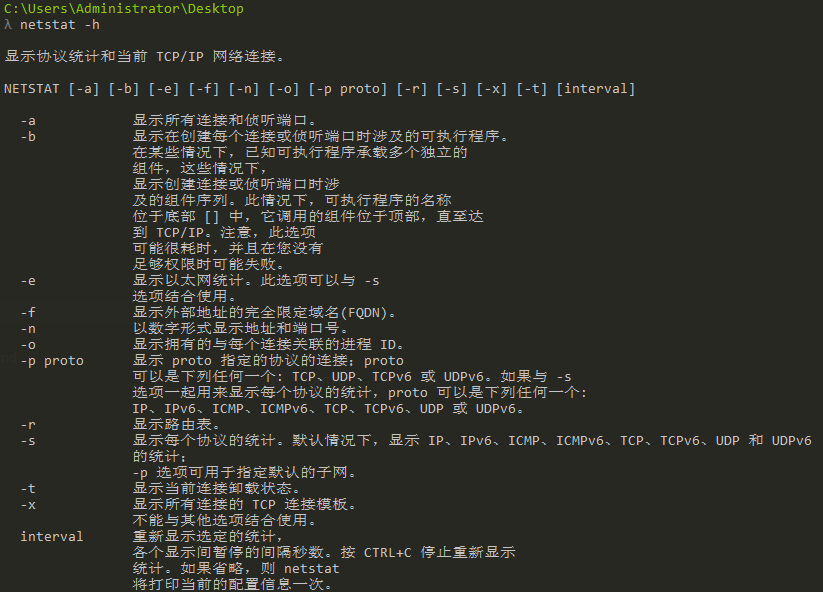 C:\Users\Administrator\Desktop
λ netstat -h
显示协议统计和当前 TCP/IP 网络连接。
NETSTAT [-a] [-b] [-e] [-f] [-n] [-o] [-p proto] [-r] [-s] [-x] [-t] [interval]
-a 显示所有连接和侦听端口。
-b 显示在创建每个连接或侦听端口时涉及的可执行程序。
在某些情况下，已知可执行程序承载多个独立的
组件，这些情况下，
显示创建连接或侦听端口时涉
及的组件序列。此情况下，可执行程序的名称
位于底部 [] 中，它调用的组件位于顶部，直至达
到 TCP/IP。注意，此选项
可能很耗时，并且在您没有
足够权限时可能失败。
-e 显示以太网统计。此选项可以与 -s
选项结合使用。
-f 显示外部地址的完全限定域名(FQDN)。
-n 以数字形式显示地址和端口号。
-o 显示拥有的与每个连接关联的进程 ID。
-p proto 显示 proto 指定的协议的连接；proto
可以是下列任何一个: TCP、UDP、TCPv6 或 UDPv6。如果与 -s
选项一起用来显示每个协议的统计，proto 可以是下列任何一个:
IP、IPv6、ICMP、ICMPv6、TCP、TCPv6、UDP 或 UDPv6。
-r 显示路由表。
-s 显示每个协议的统计。默认情况下，显示 IP、IPv6、ICMP、ICMPv6、TCP、TCPv6、UDP 和 UDPv6
的统计；
-p 选项可用于指定默认的子网。
-t 显示当前连接卸载状态。
-x 显示所有连接的 TCP 连接模板。
不能与其他选项结合使用。
interval 重新显示选定的统计，
各个显示间暂停的间隔秒数。按 CTRL+C 停止重新显示
统计。如果省略，则 netstat
将打印当前的配置信息一次。